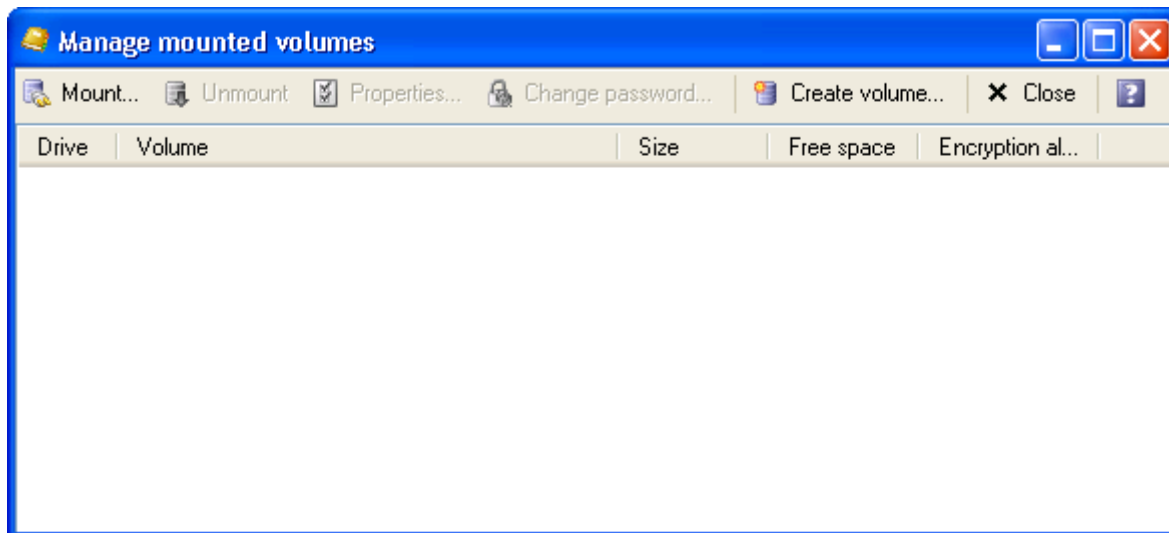 Manage mounted volumes
Mount... Unmount Properties... Change password... Create volume... Close ?
Drive Volume Size Free space Encryption al...